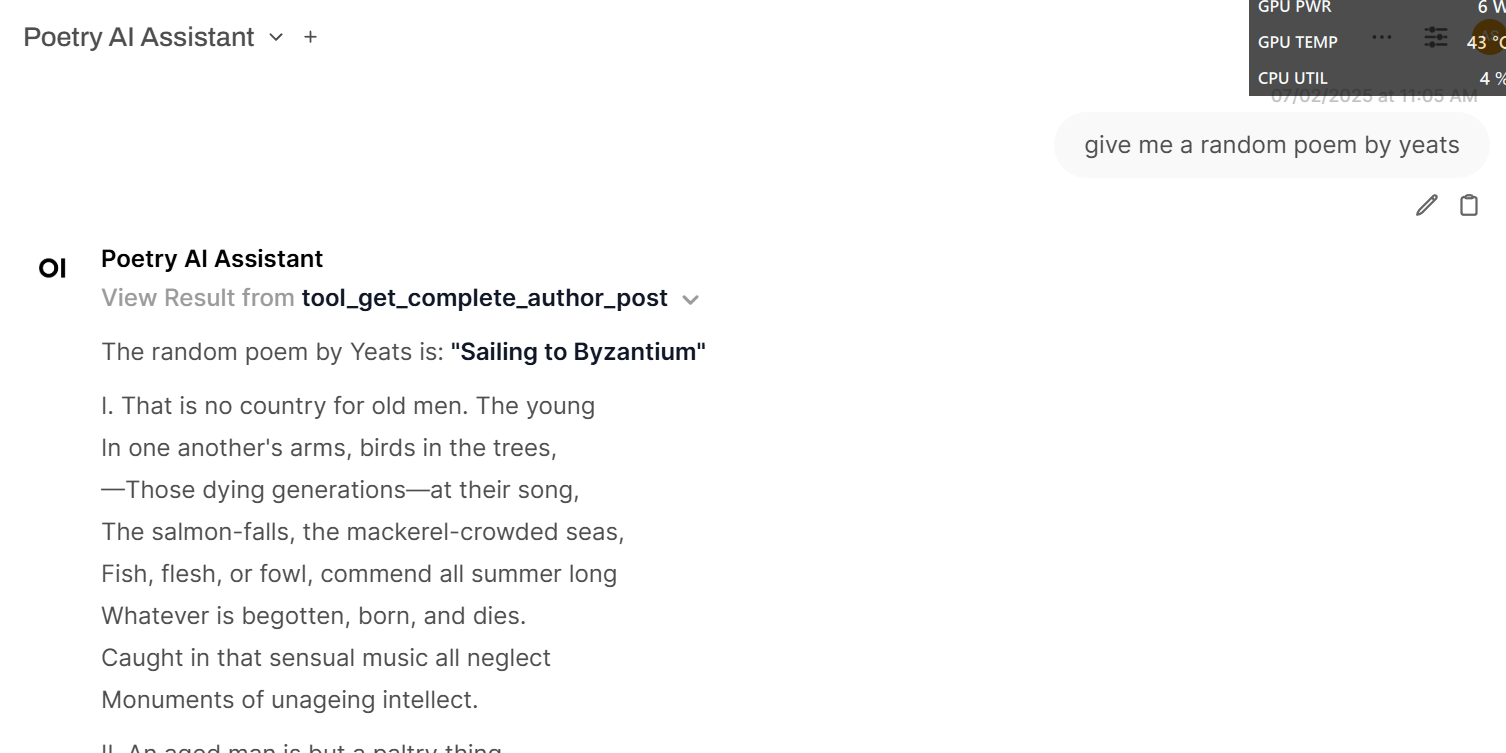 Poetry AI Assistant
GPU PWR 6 W
GPU TEMP 43 °C
CPU UTIL 4 %
07/02/2025 at 11:05 AM
give me a random poem by yeats
OI Poetry AI Assistant
View Result from tool_get_complete_author_post
The random poem by Yeats is: "Sailing to Byzantium"
I. That is no country for old men. The young
In one another's arms, birds in the trees,
—Those dying generations—at their song,
The salmon-falls, the mackerel-crowded seas,
Fish, flesh, or fowl, commend all summer long
Whatever is begotten, born, and dies.
Caught in that sensual music all neglect
Monuments of unageing intellect.
II. An aged man is but a paltry thing,